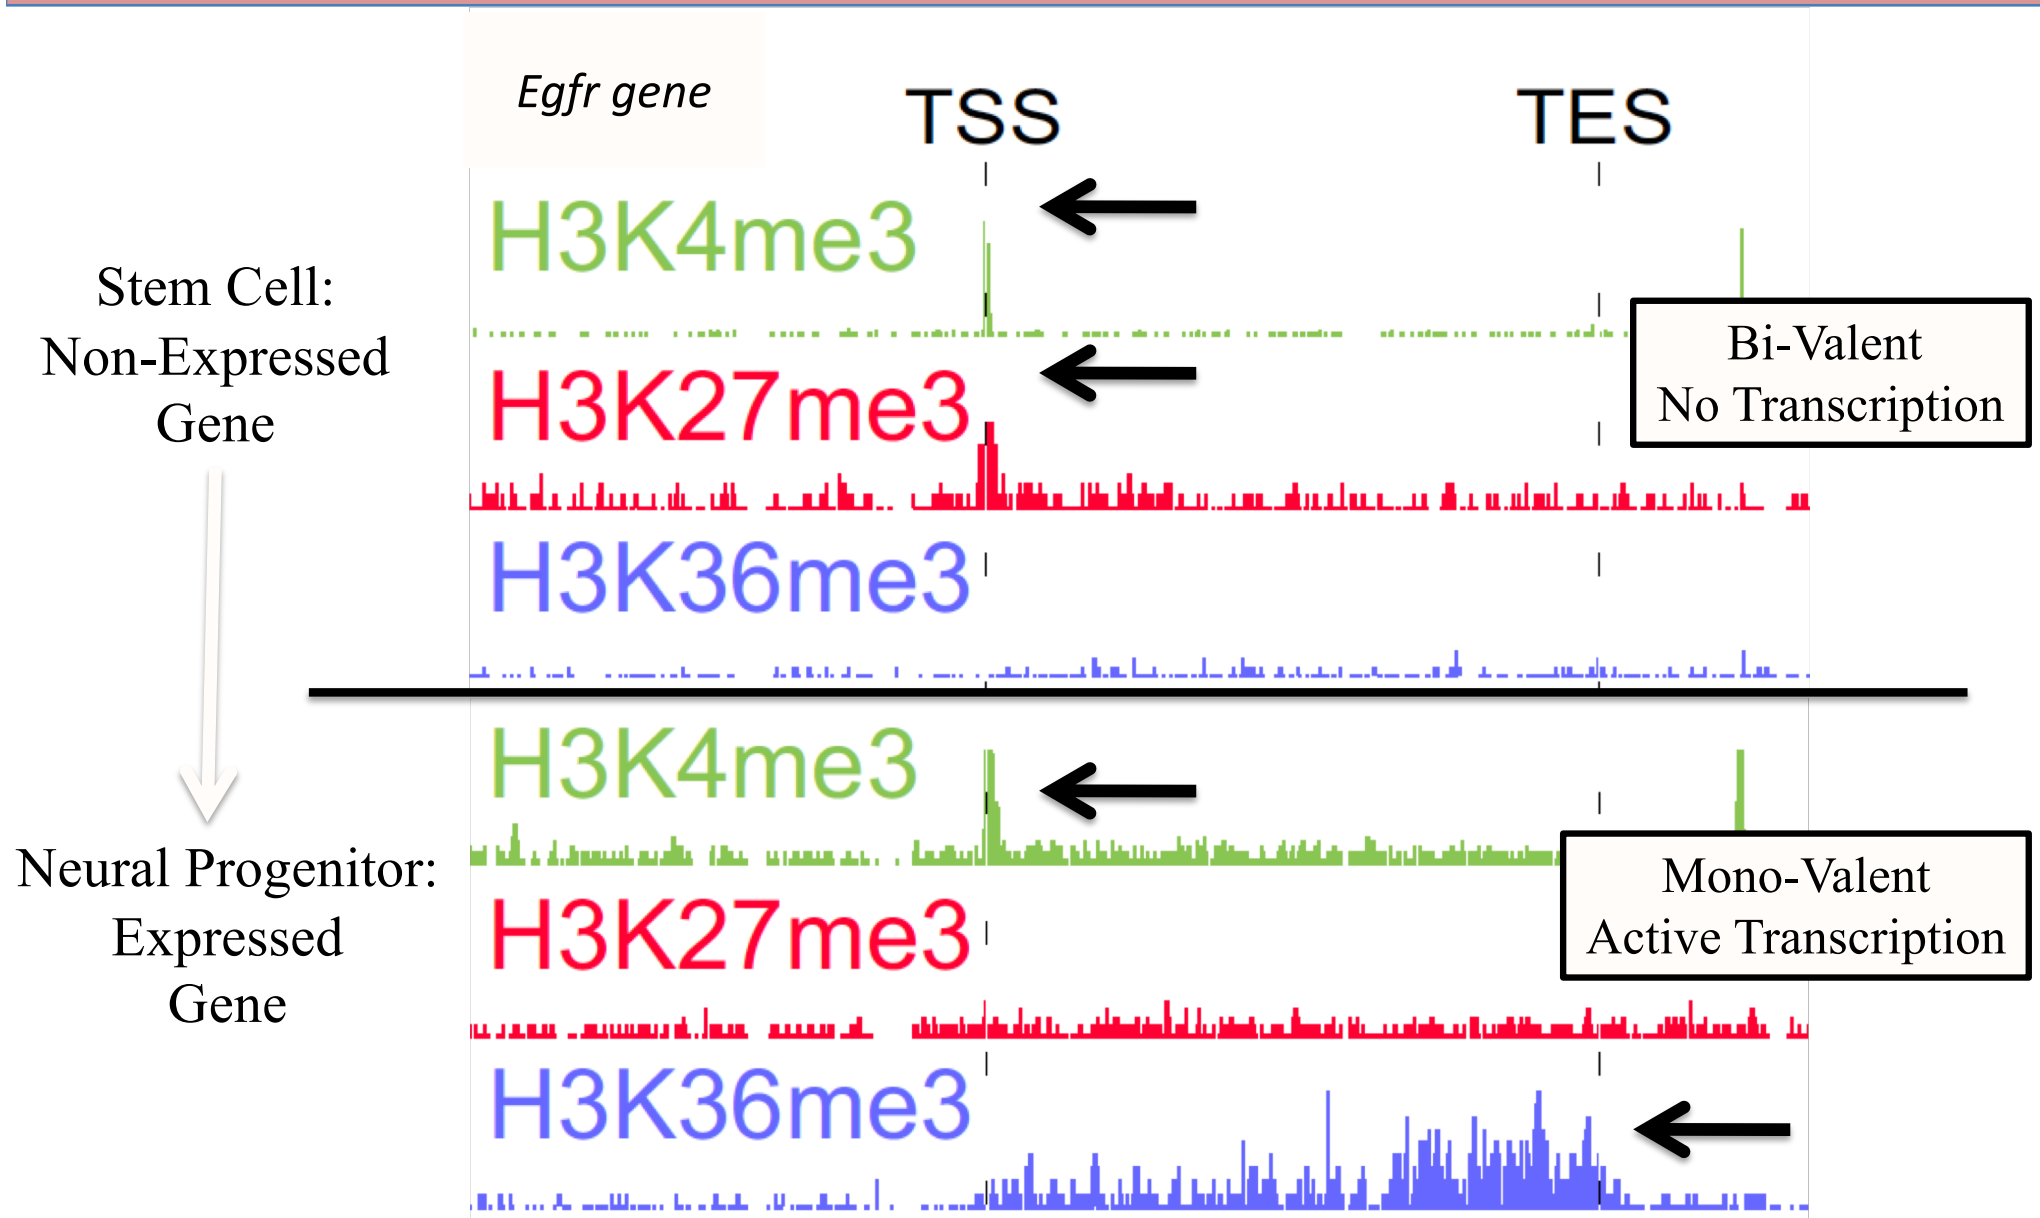 Egfr gene
TSS
TES
H3K4me3
Stem Cell:
Non-Expressed
Gene
Bi-Valent
No Transcription
H3K27me3
H3K36me3
H3K4me3
Neural Progenitor:
Expressed
Gene
Mono-Valent
Active Transcription
H3K27me3
H3K36me3